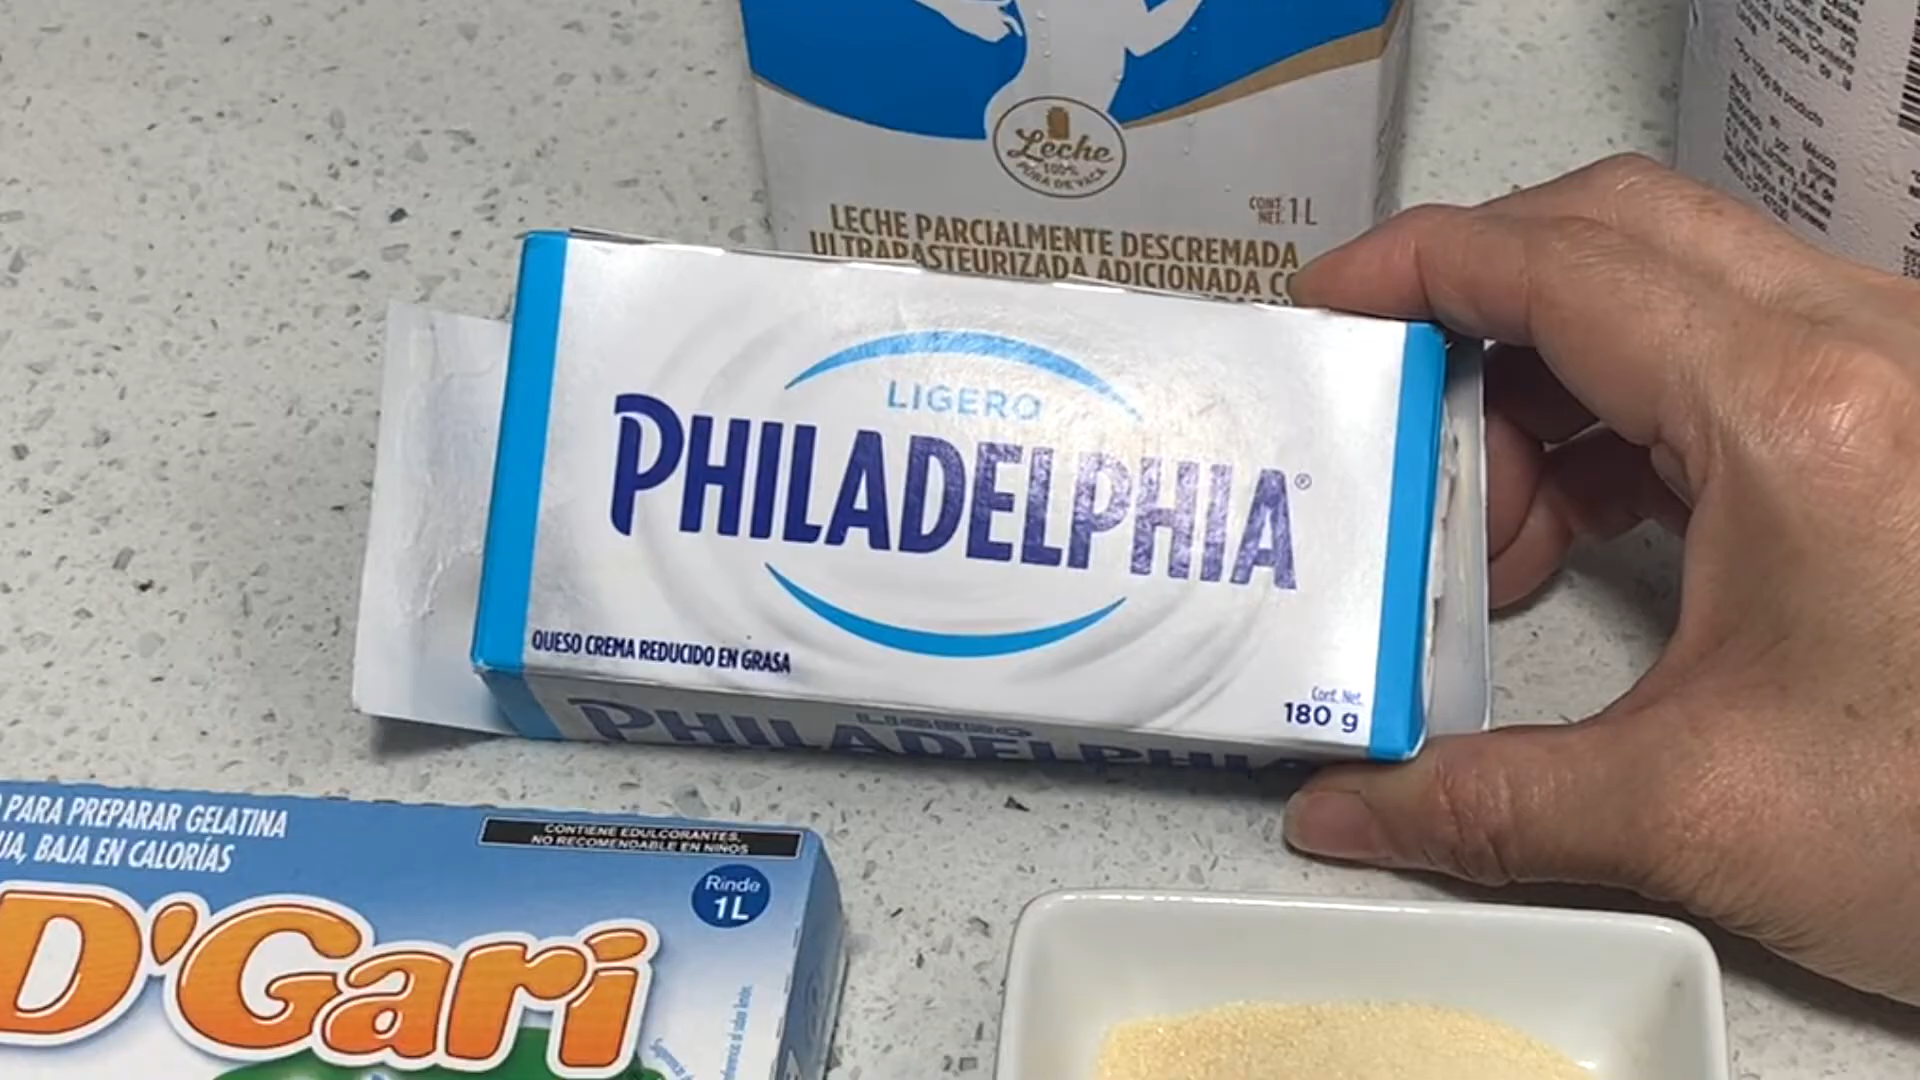 Leche
100%
PURA DE VACA
CONT.
NET. 1 L
LECHE PARCIALMENTE DESCREMADA
ULTRAPASTEURIZADA ADICIONADA
LIGERO
PHILADELPHIA®
QUESO CREMA REDUCIDO EN GRASA
Cont. Net.
180 g
LIGERO
PHILADELPHIA
PARA PREPARAR GELATINA
BAJA EN CALORÍAS
CONTIENE EDULCORANTES,
NO RECOMENDABLE EN NIÑOS
Rinde
1L
D'Gari